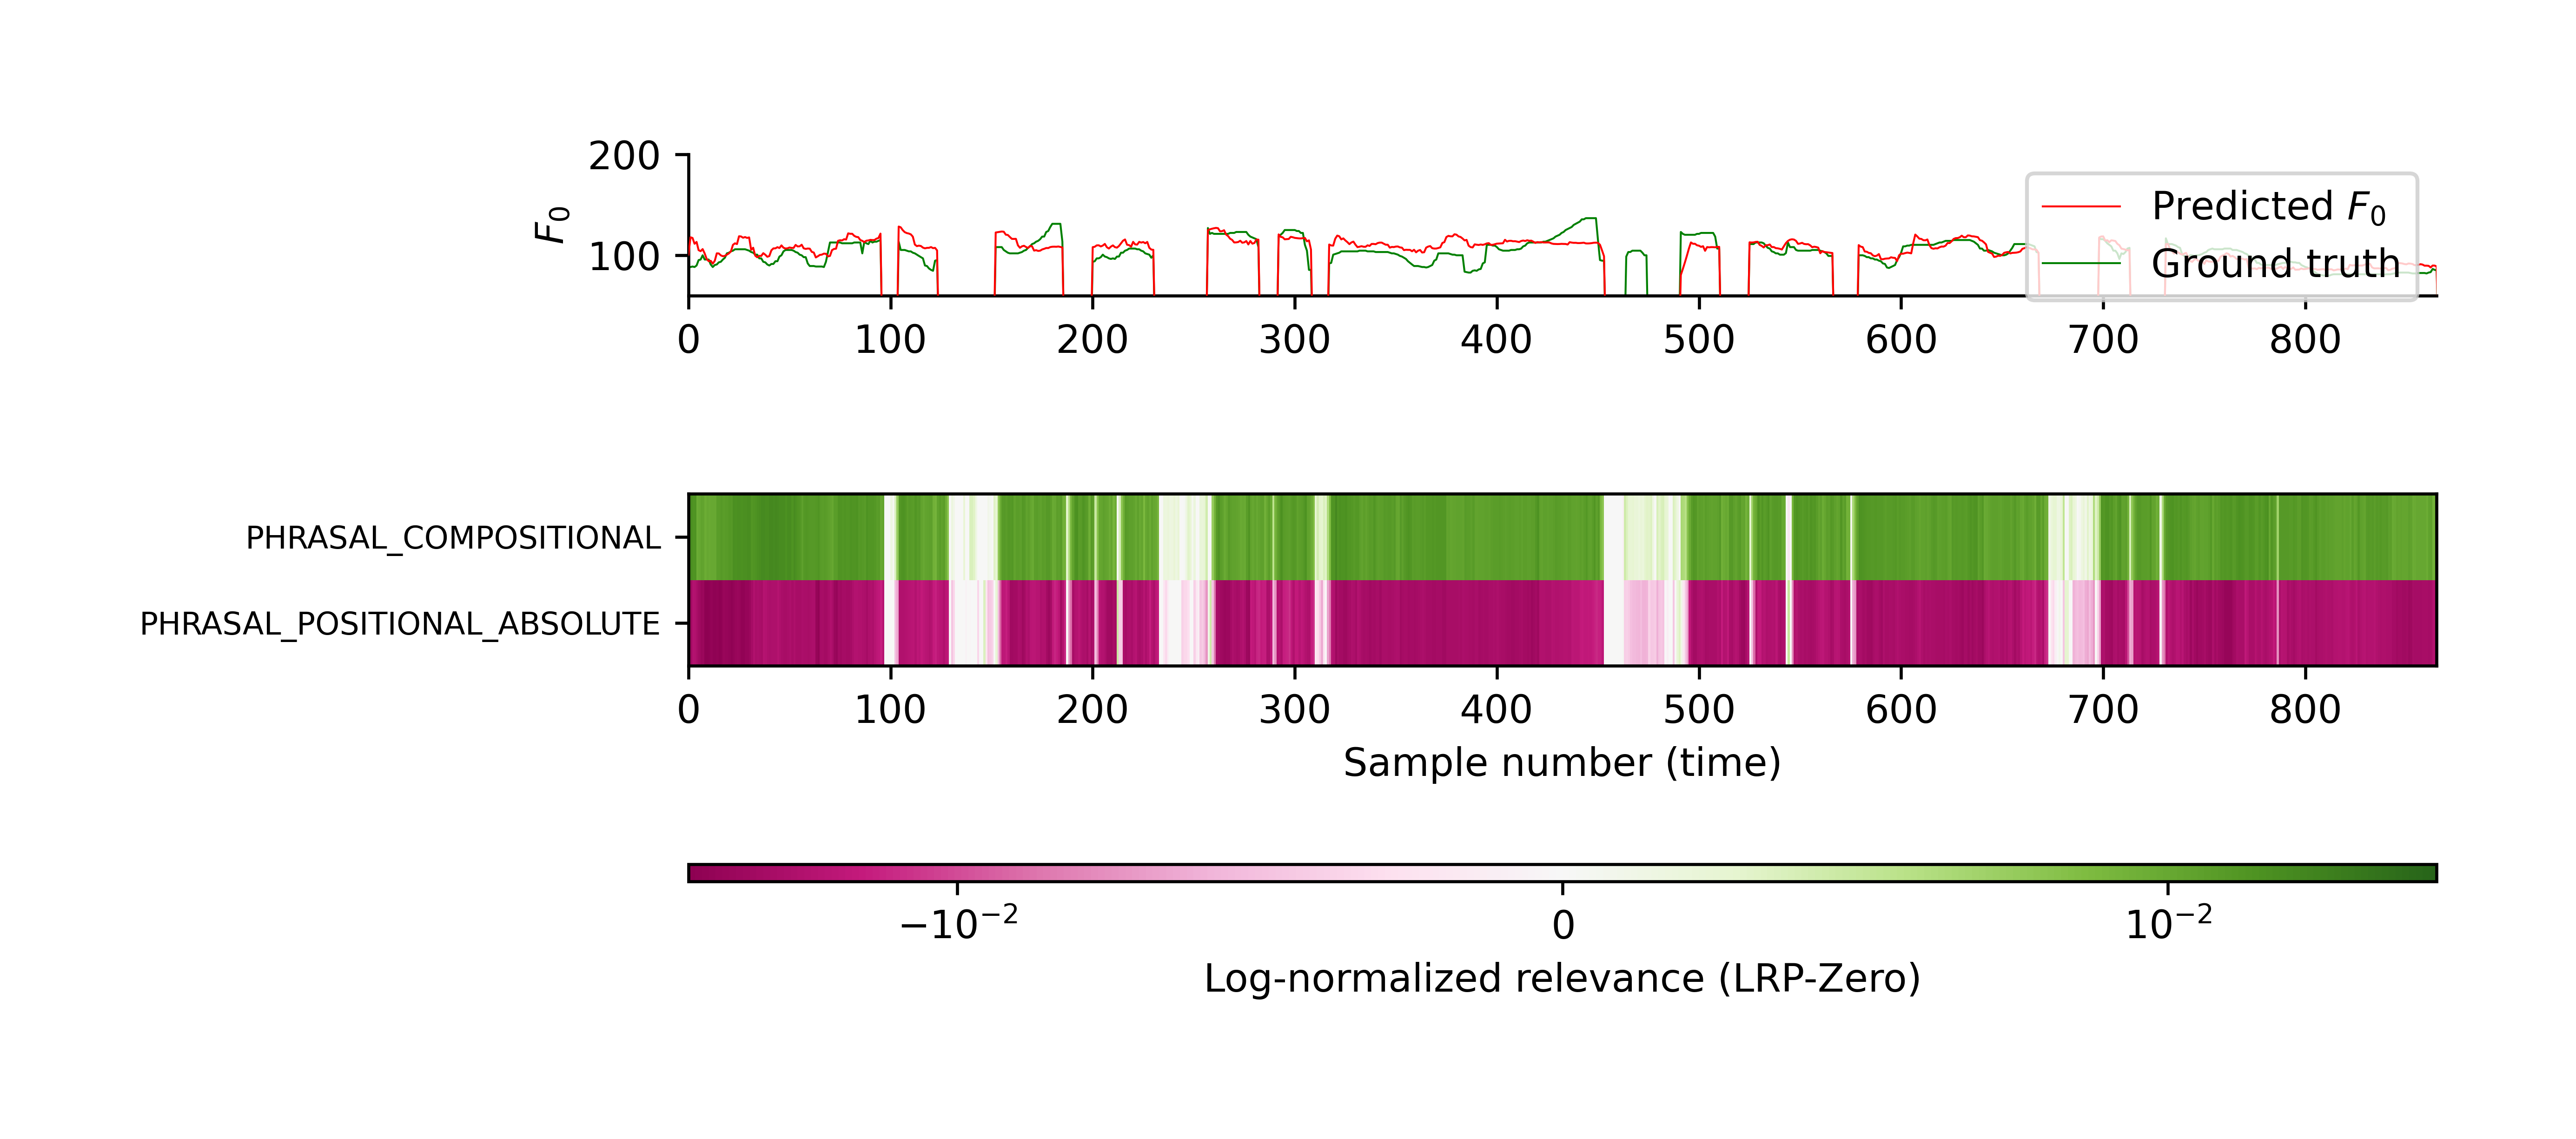 200
100
F₀
Predicted F₀
Ground truth
0 100 200 300 400 500 600 700 800
PHRASAL_COMPOSITIONAL
PHRASAL_POSITIONAL_ABSOLUTE
0 100 200 300 400 500 600 700 800
Sample number (time)
−10⁻² 0 10⁻²
Log-normalized relevance (LRP-Zero)